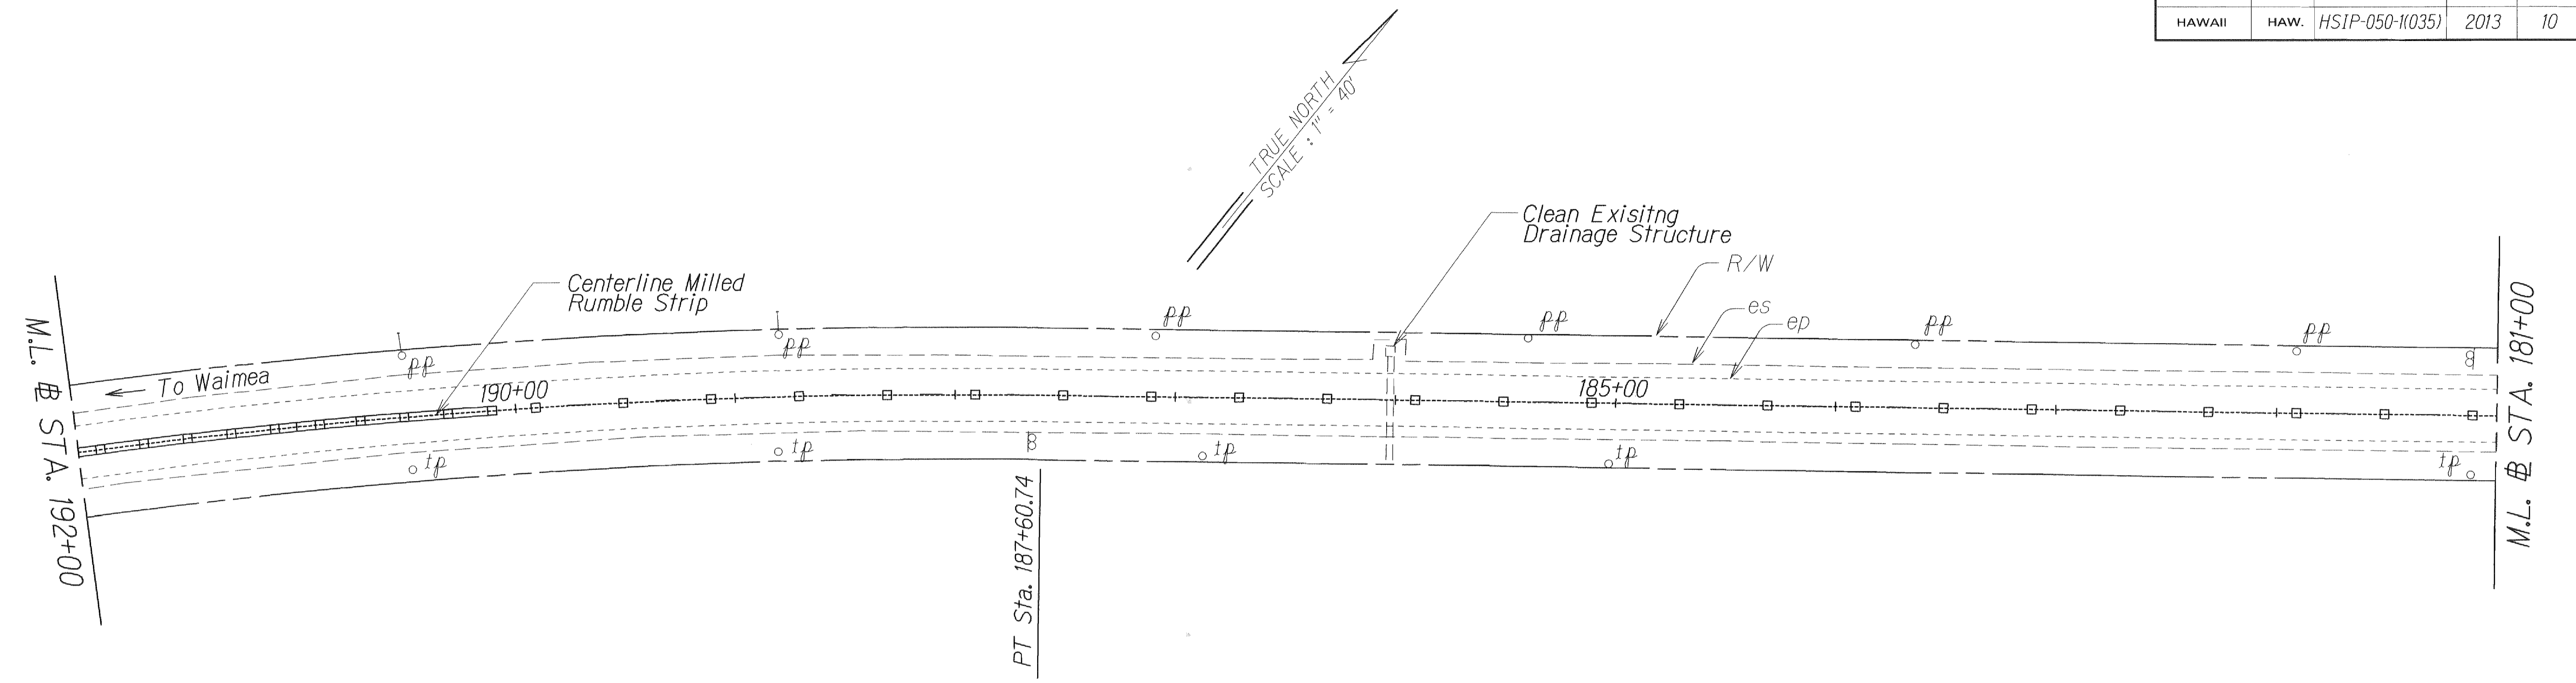 HAWAII HAW. HSIP-050-1(035) 2013 10
TRUE NORTH
SCALE : 1" = 40'
Clean Exisitng
Drainage Structure
R/W
es
ep
Centerline Milled
Rumble Strip
pp
pp
pp
pp
pp
pp
To Waimea
190+00
185+00
tp
tp
tp
tp
tp
M.L. ⅊ STA. 192+00
PT Sta. 187+60.74
M.L. ⅊ STA. 181+00